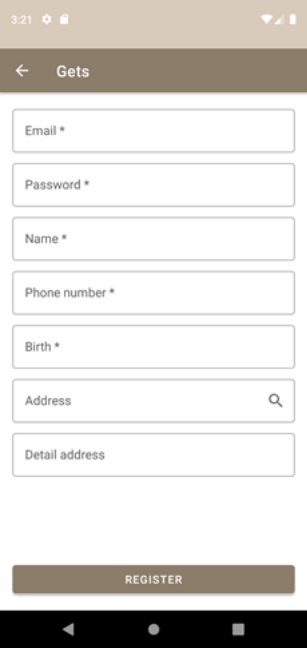 3:21
Gets
Email *
Password *
Name *
Phone number *
Birth *
Address
Detail address
REGISTER